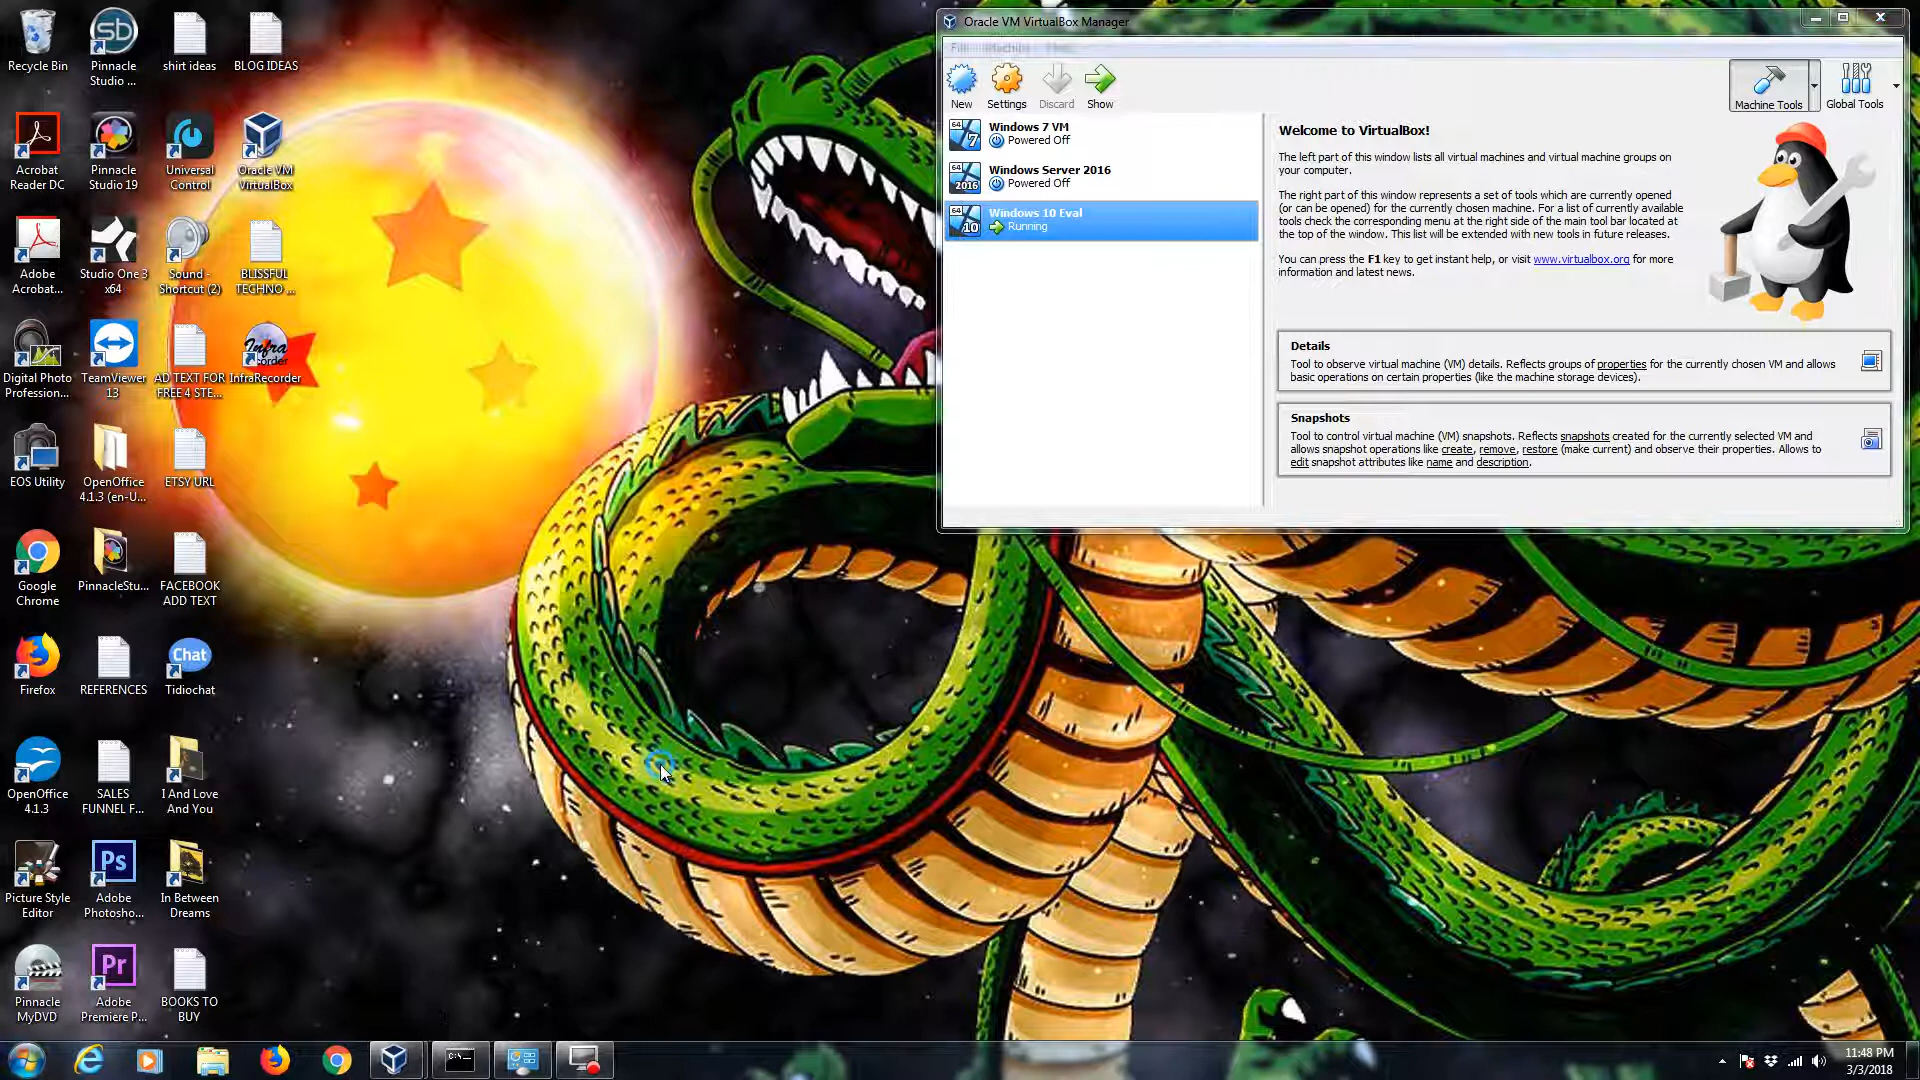 Recycle Bin
Pinnacle
Studio ...
shirt ideas
BLOG IDEAS
Acrobat
Reader DC
Pinnacle
Studio 19
Universal
Control
Oracle VM
VirtualBox
Adobe
Acrobat...
Studio One 3
x64
Sound -
Shortcut (2)
BLISSFUL
TECHNO ...
Digital Photo
Profession...
TeamViewer
13
AD TEXT FOR
FREE 4 STE...
InfraRecorder
EOS Utility
OpenOffice
4.1.3 (en-U...
ETSY URL
Google
Chrome
PinnacleStu...
FACEBOOK
ADD TEXT
Firefox
REFERENCES
Chat
Tidiochat
OpenOffice
4.1.3
SALES
FUNNEL F...
I And Love
And You
Picture Style
Editor
Ps
Adobe
Photosho...
In Between
Dreams
Pinnacle
MyDVD
Pr
Adobe
Premiere P...
BOOKS TO
BUY
Oracle VM VirtualBox Manager
New
Settings
Discard
Show
Machine Tools
Global Tools
64
7
Windows 7 VM
Powered Off
64
2016
Windows Server 2016
Powered Off
64
10
Windows 10 Eval
Running
Welcome to VirtualBox!
The left part of this window lists all virtual machines and virtual machine groups on
your computer.
The right part of this window represents a set of tools which are currently opened
(or can be opened) for the currently chosen machine. For a list of currently available
tools check the corresponding menu at the right side of the main tool bar located at
the top of the window. This list will be extended with new tools in future releases.
You can press the F1 key to get instant help, or visit www.virtualbox.org for more
information and latest news.
Details
Tool to observe virtual machine (VM) details. Reflects groups of properties for the currently chosen VM and allows
basic operations on certain properties (like the machine storage devices).
Snapshots
Tool to control virtual machine (VM) snapshots. Reflects snapshots created for the currently selected VM and
allows snapshot operations like create, remove, restore (make current) and observe their properties. Allows to
edit snapshot attributes like name and description.
11:48 PM
3/3/2018